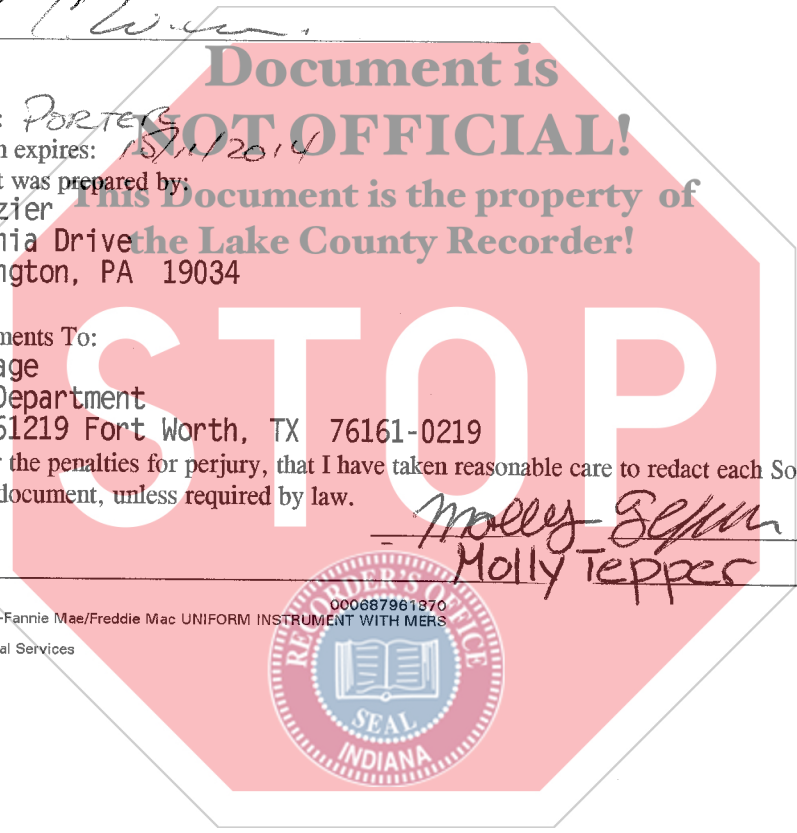 Document is
: PORTER
NOT OFFICIAL!
n expires: 10/11/2014
t was prepared by:
This Document is the property of
zier
nia Drive
the Lake County Recorder!
ngton, PA 19034
STOP
ments To:
age
Department
61219 Fort Worth, TX 76161-0219
r the penalties for perjury, that I have taken reasonable care to redact each So
document, unless required by law.
Molly Tepper
Molly Tepper
000687961370
-Fannie Mae/Freddie Mac UNIFORM INSTRUMENT WITH MERS
al Services
RECORDER'S OFFICE
SEAL
INDIANA